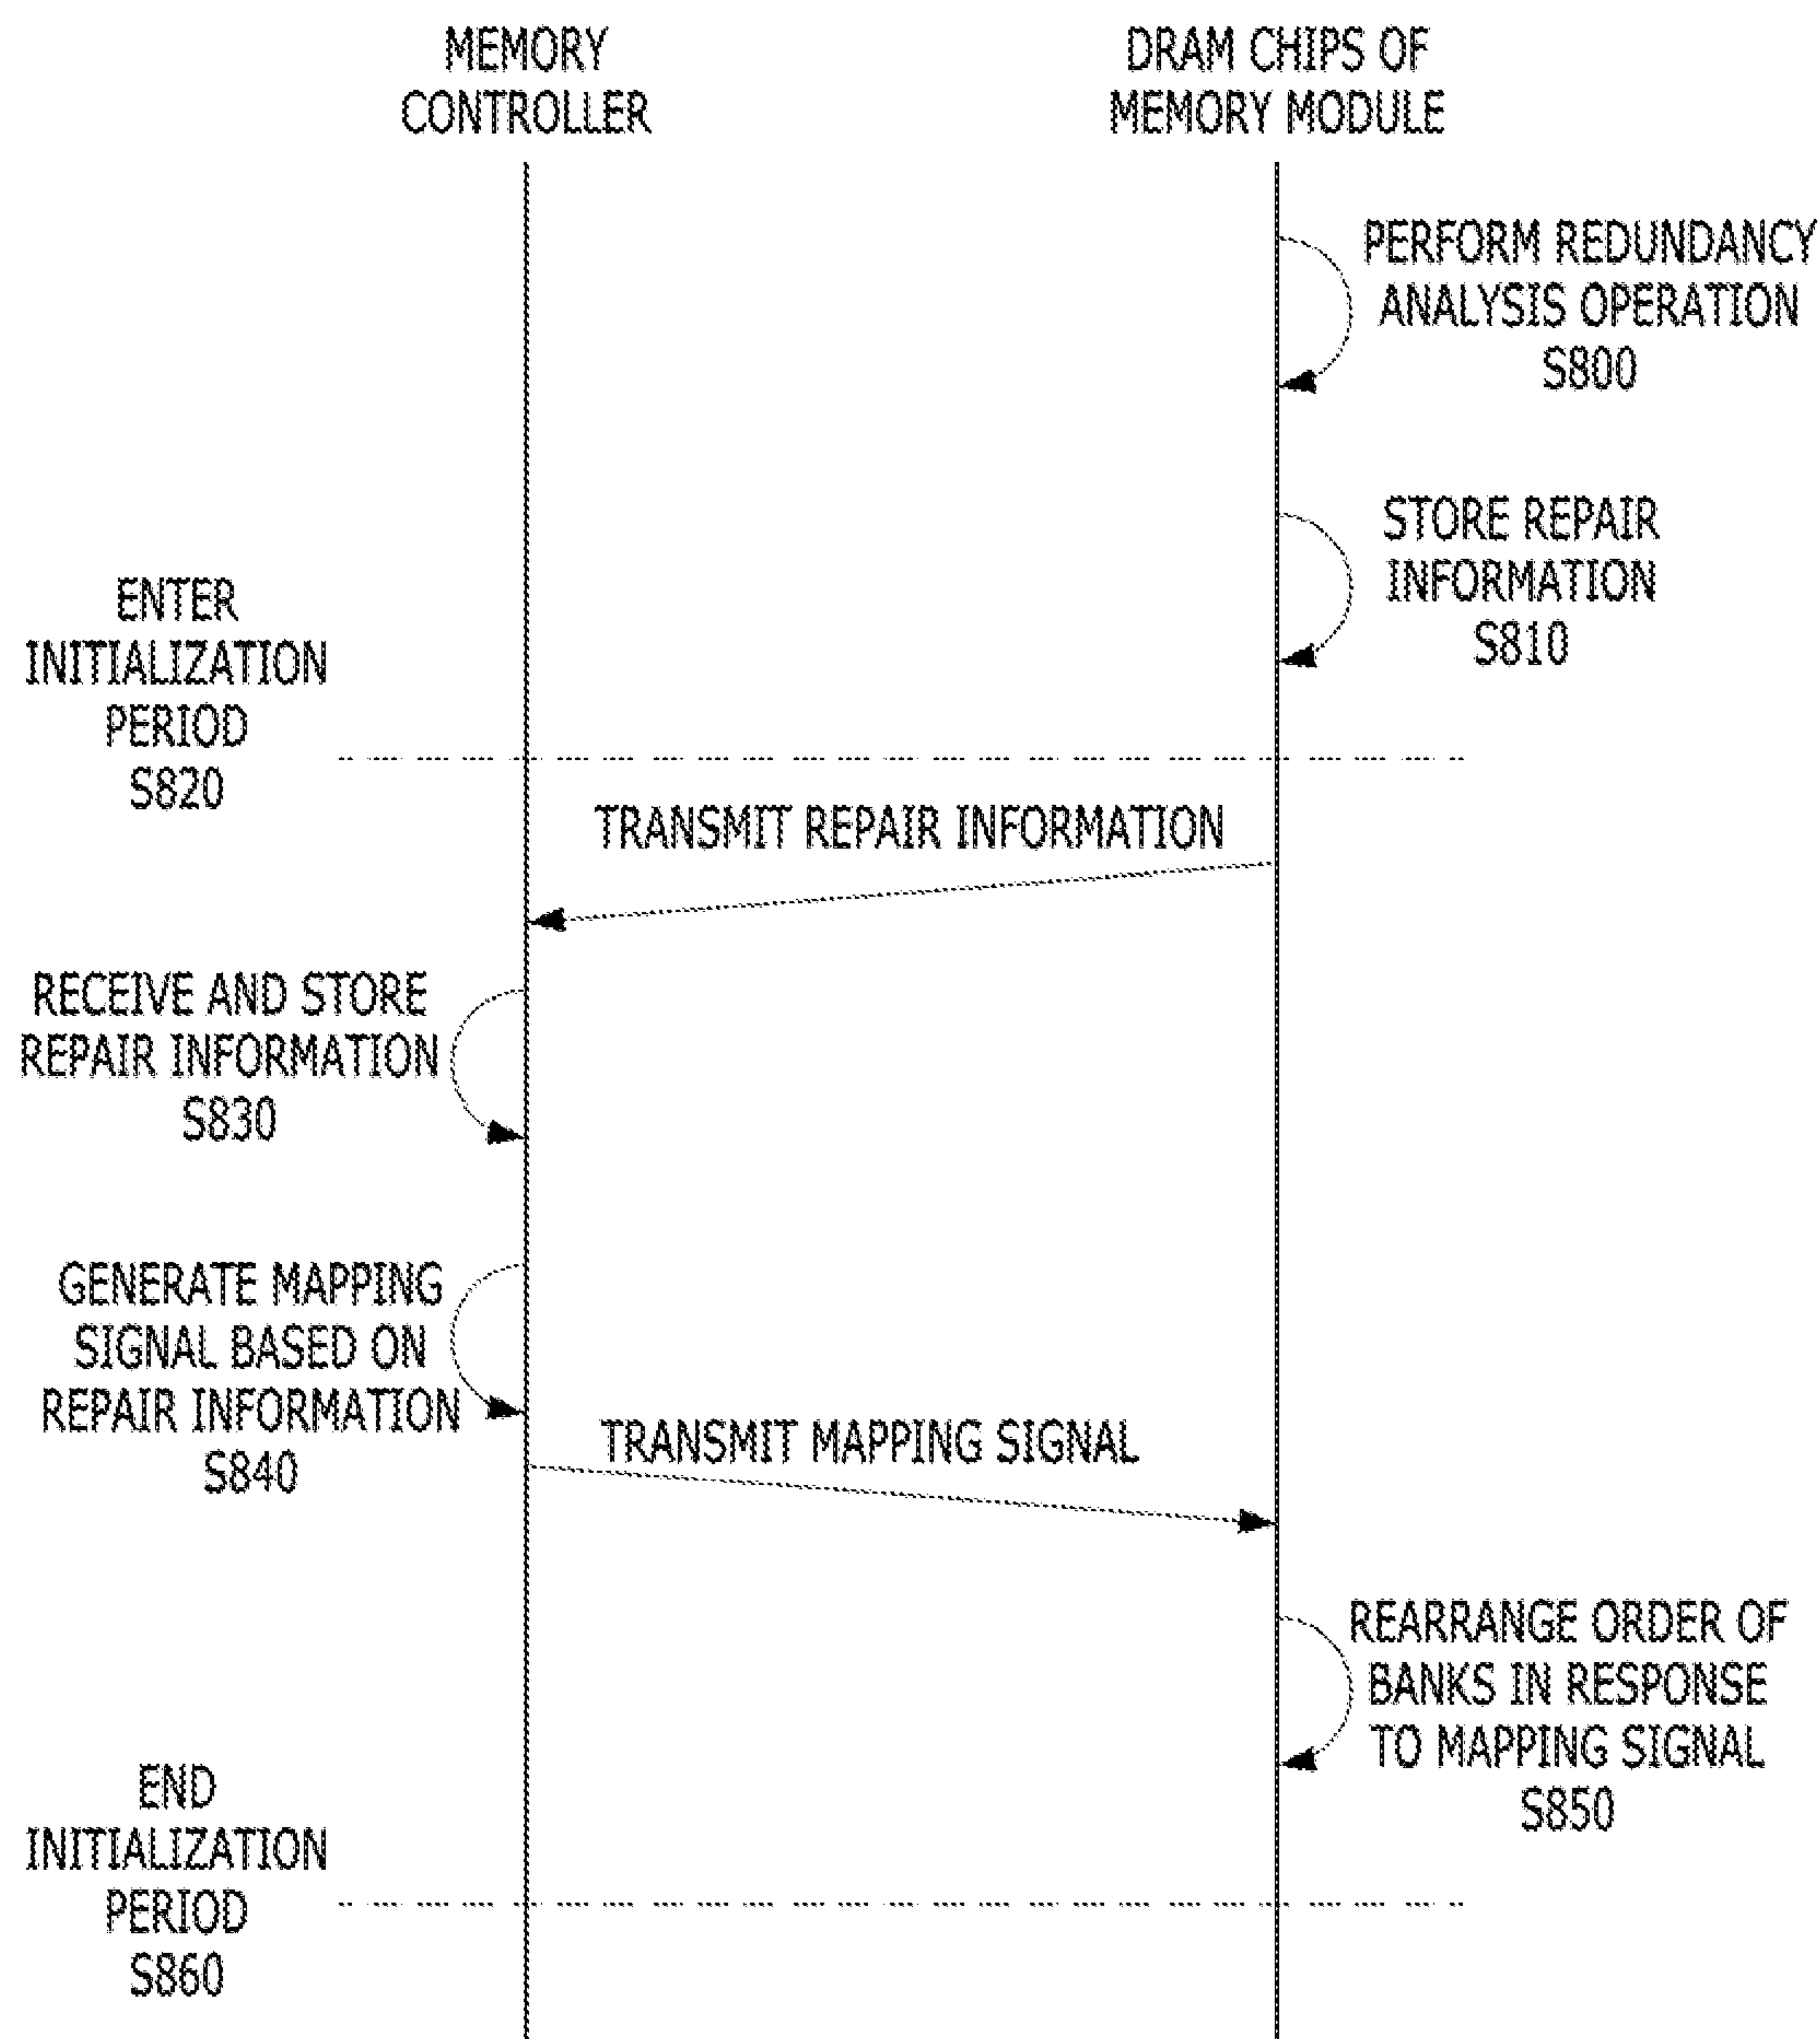 MEMORY
CONTROLLER
DRAM CHIPS OF
MEMORY MODULE
PERFORM REDUNDANCY
ANALYSIS OPERATION
S800
STORE REPAIR
INFORMATION
S810
ENTER
INITIALIZATION
PERIOD
S820
TRANSMIT REPAIR INFORMATION
RECEIVE AND STORE
REPAIR INFORMATION
S830
GENERATE MAPPING
SIGNAL BASED ON
REPAIR INFORMATION
S840
TRANSMIT MAPPING SIGNAL
REARRANGE ORDER OF
BANKS IN RESPONSE
TO MAPPING SIGNAL
S850
END
INITIALIZATION
PERIOD
S860